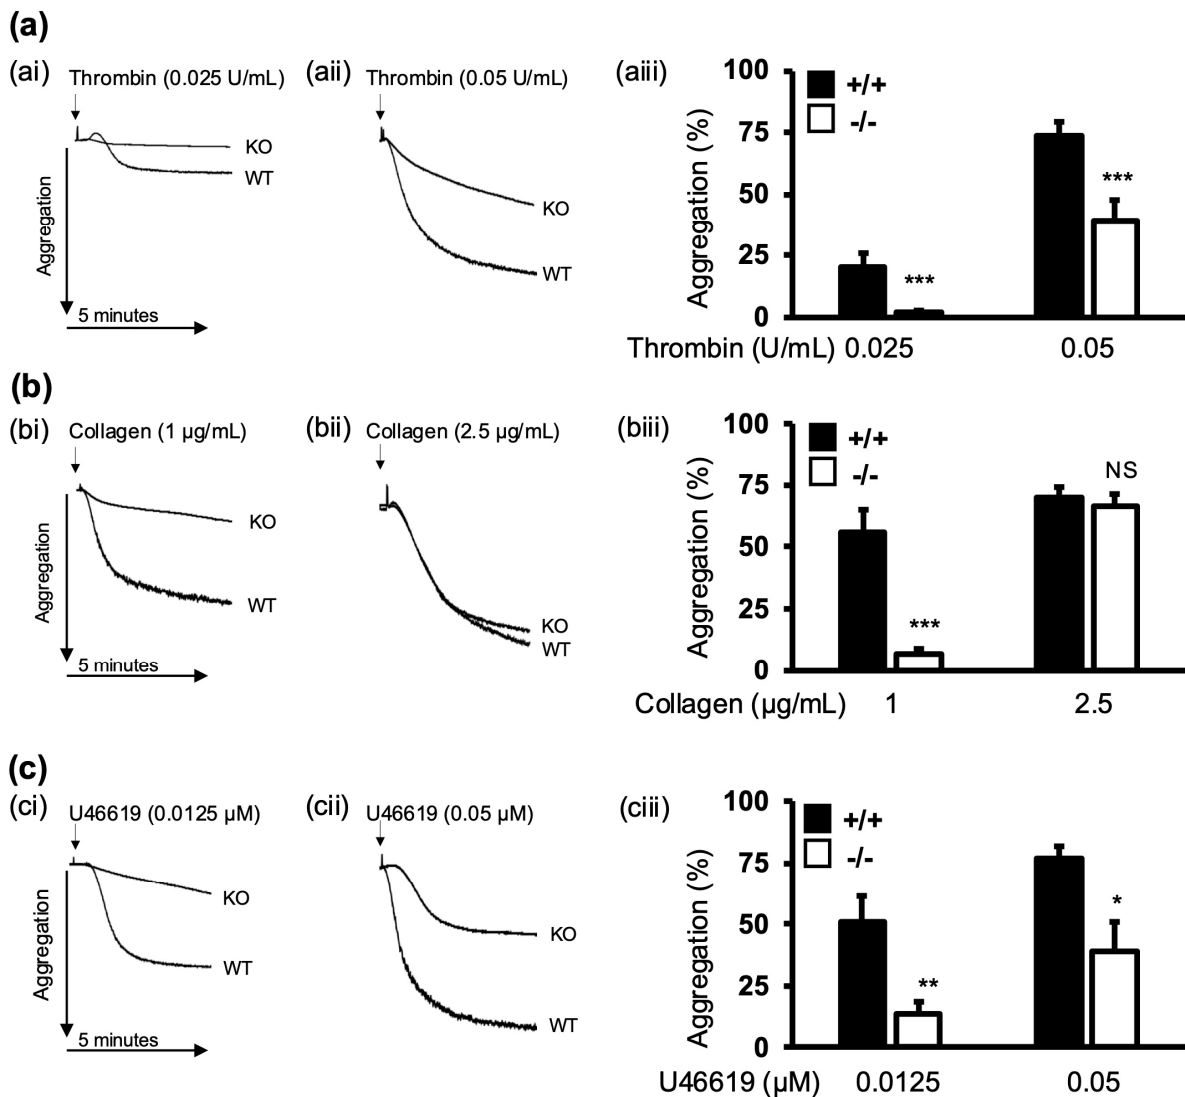 (a)
(ai) Thrombin (0.025 U/mL)
KO
WT
Aggregation
5 minutes
(aii) Thrombin (0.05 U/mL)
KO
WT
(aiii)
Aggregation (%)
100
75
50
25
0
+/+
-/-
***
***
Thrombin (U/mL) 0.025 0.05
(b)
(bi) Collagen (1 µg/mL)
KO
WT
Aggregation
5 minutes
(bii) Collagen (2.5 µg/mL)
KO
WT
(biii)
Aggregation (%)
100
75
50
25
0
+/+
-/-
***
NS
Collagen (µg/mL) 1 2.5
(c)
(ci) U46619 (0.0125 µM)
KO
WT
Aggregation
5 minutes
(cii) U46619 (0.05 µM)
KO
WT
(ciii)
Aggregation (%)
100
75
50
25
0
+/+
-/-
**
*
U46619 (µM) 0.0125 0.05